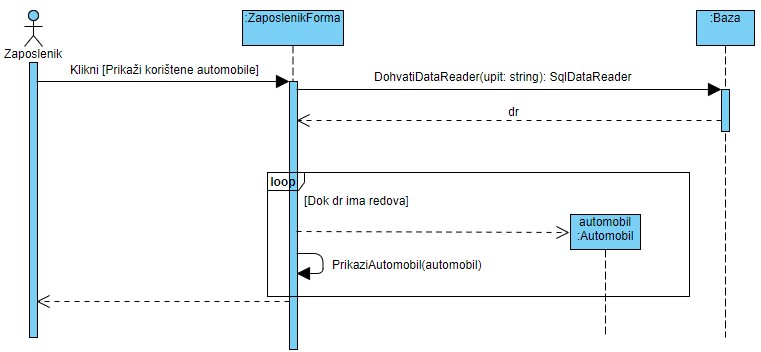 :ZaposlenikForma
:Baza
Zaposlenik
Klikni [Prikaži korištene automobile]
DohvatiDataReader(upit: string): SqlDataReader
dr
loop
[Dok dr ima redova]
automobil
:Automobil
PrikaziAutomobil(automobil)